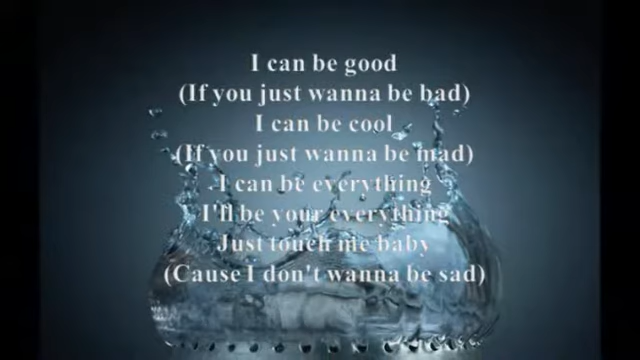 I can be good
(If you just wanna be bad)
I can be cool
(If you just wanna be mad)
I can be everything
I'll be your everything
Just touch me baby
(Cause I don't wanna be sad)